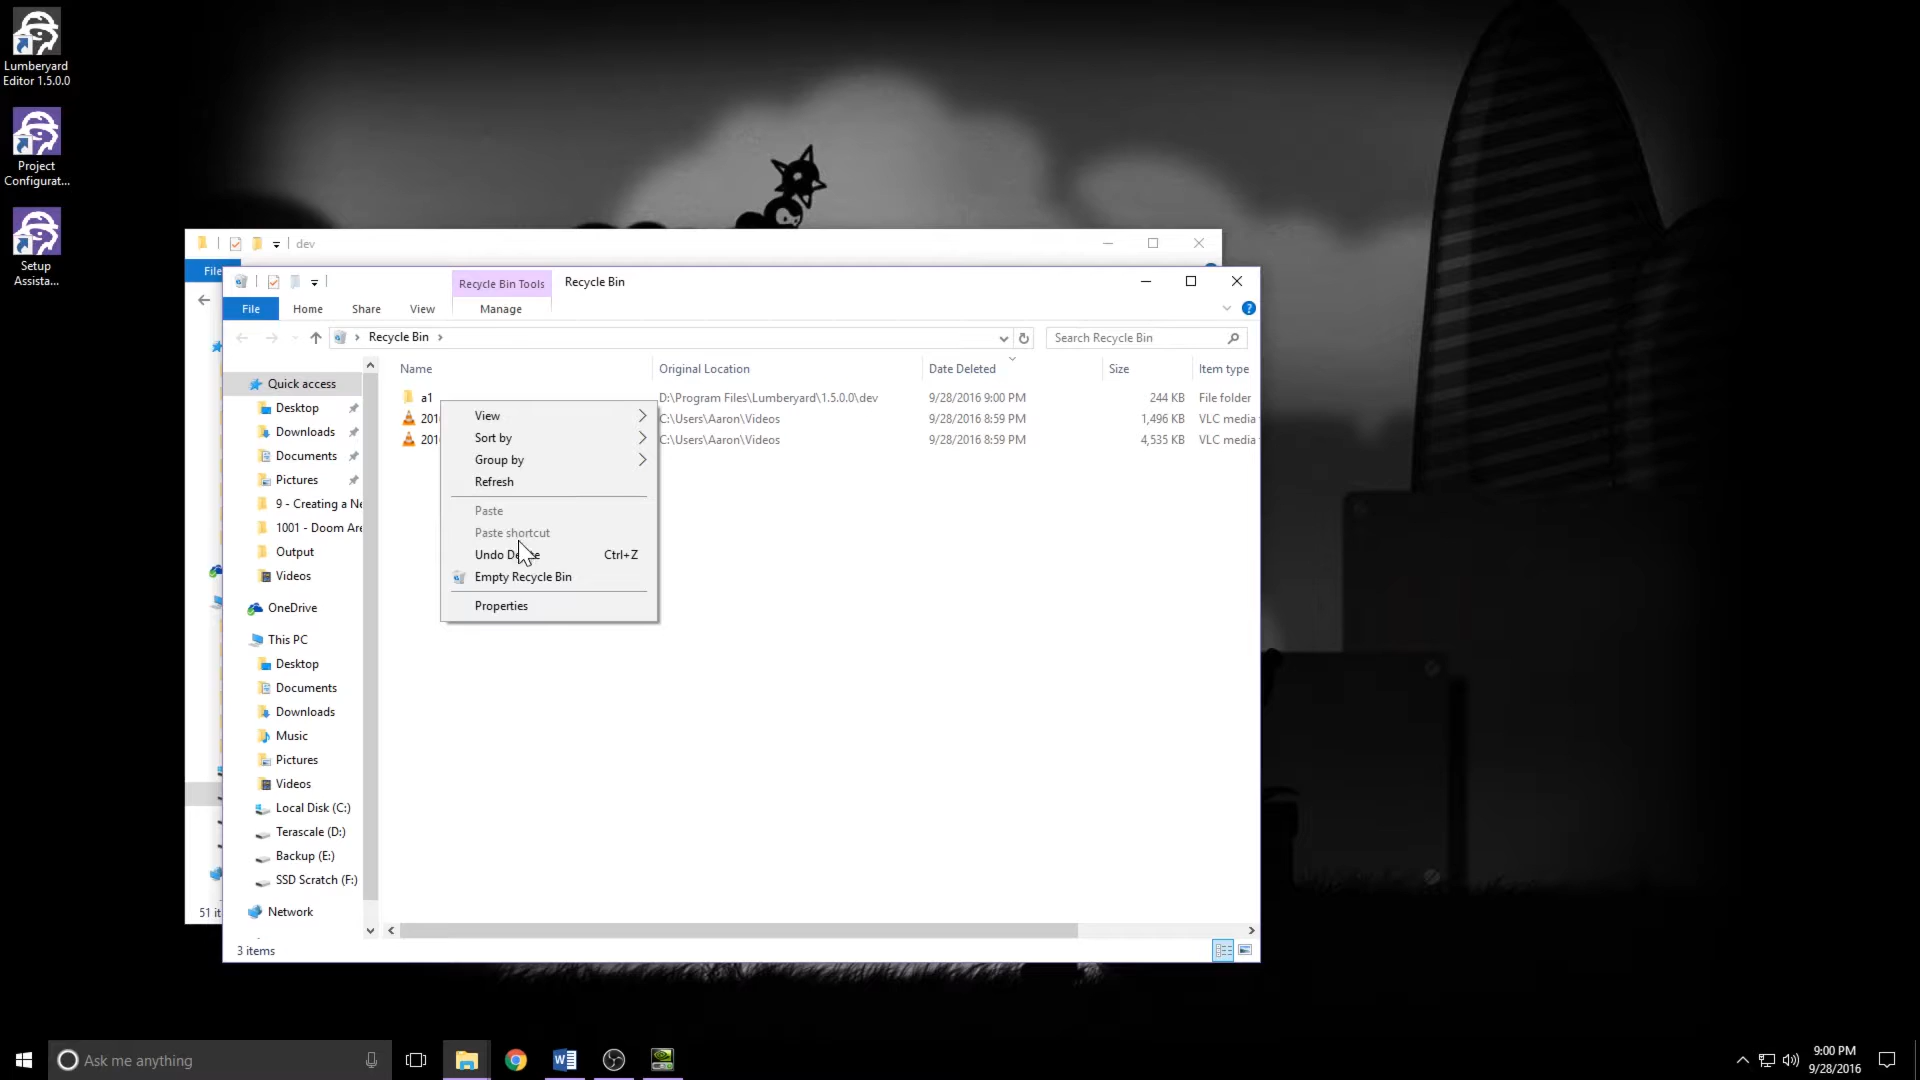 Lumberyard
Editor 1.5.0.0
Project
Configurat...
Setup
Assista...
dev
File
Recycle Bin Tools
Recycle Bin
File
Home
Share
View
Manage
Recycle Bin
Search Recycle Bin
Name
Original Location
Date Deleted
Size
Item type
a1
D:\Program Files\Lumberyard\1.5.0.0\dev
9/28/2016 9:00 PM
244 KB
File folder
201
C:\Users\Aaron\Videos
9/28/2016 8:59 PM
1,496 KB
VLC media
201
C:\Users\Aaron\Videos
9/28/2016 8:59 PM
4,535 KB
VLC media
View
Sort by
Group by
Refresh
Paste
Paste shortcut
Undo
Ctrl+Z
Empty Recycle Bin
Properties
Quick access
Desktop
Downloads
Documents
Pictures
9 - Creating a Ne
1001 - Doom Are
Output
Videos
OneDrive
This PC
Desktop
Documents
Downloads
Music
Pictures
Videos
Local Disk (C:)
Terascale (D:)
Backup (E:)
SSD Scratch (F:)
Network
51 it
3 items
Ask me anything
9:00 PM
9/28/2016